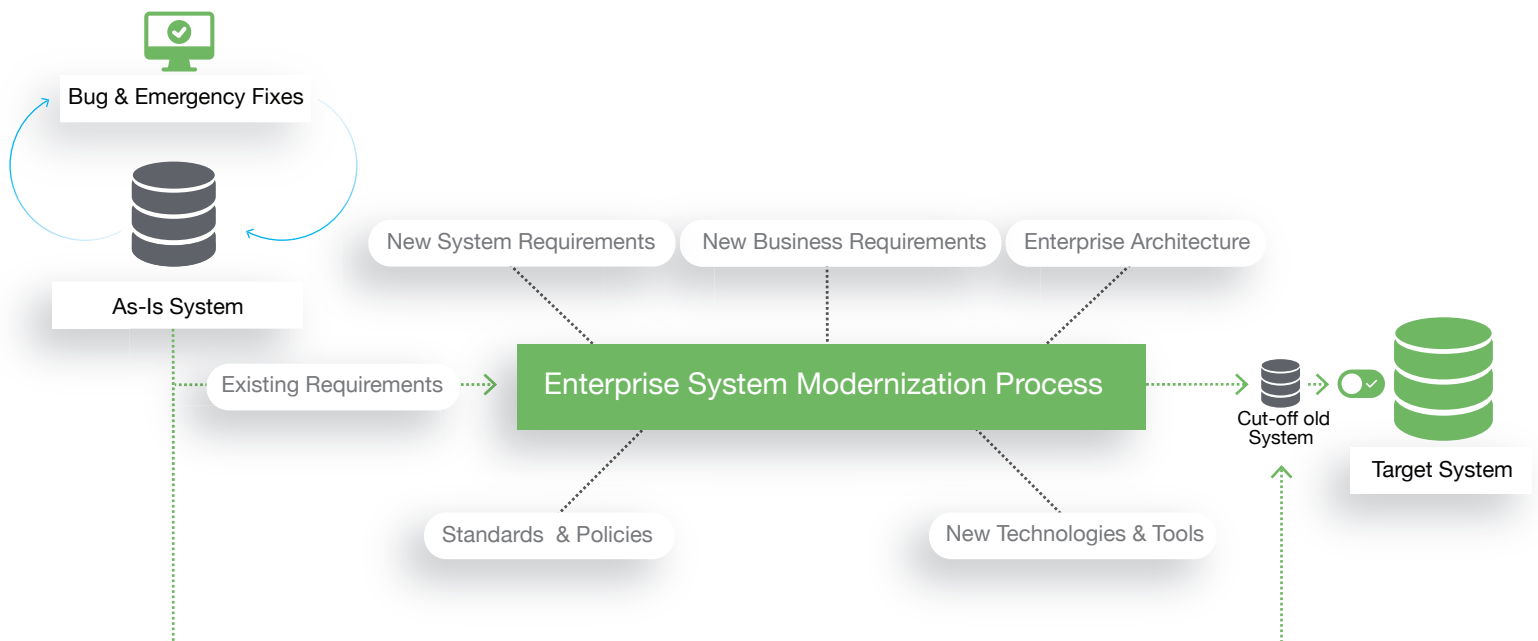 Bug & Emergency Fixes
New System Requirements
New Business Requirements
Enterprise Architecture
As-Is System
Existing Requirements
Enterprise System Modernization Process
Cut-off old
System
Target System
Standards & Policies
New Technologies & Tools